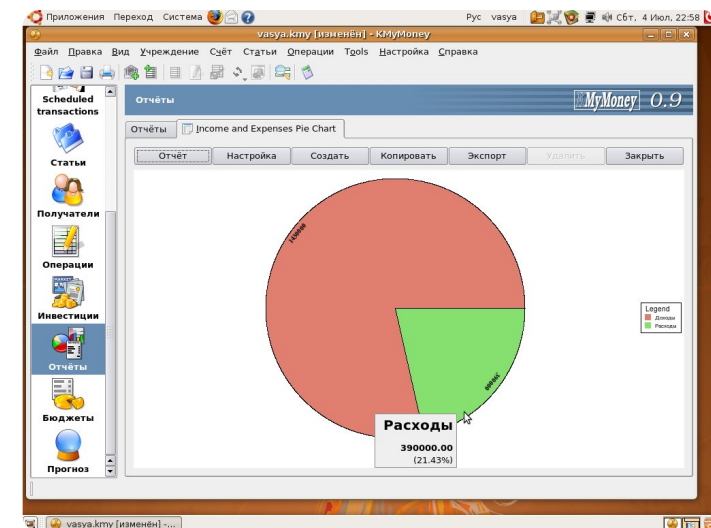 Приложения Переход Система Рус vasya Сбт, 4 Июл, 22:58
vasya.kmy [изменён] - KMyMoney
Файл Правка Вид Учреждение Счёт Статьи Операции Tools Настройка Справка
Scheduled transactions
Статьи
Получатели
Операции
Инвестиции
Отчёты
Бюджеты
Прогноз
Отчёты
MyMoney 0.9
Отчёты Income and Expenses Pie Chart
Отчёт Настройка Создать Копировать Экспорт Удалить Закрыть
1430000
390000
Legend
Доходы
Расходы
Расходы
390000.00
(21.43%)
vasya.kmy [изменён] -...